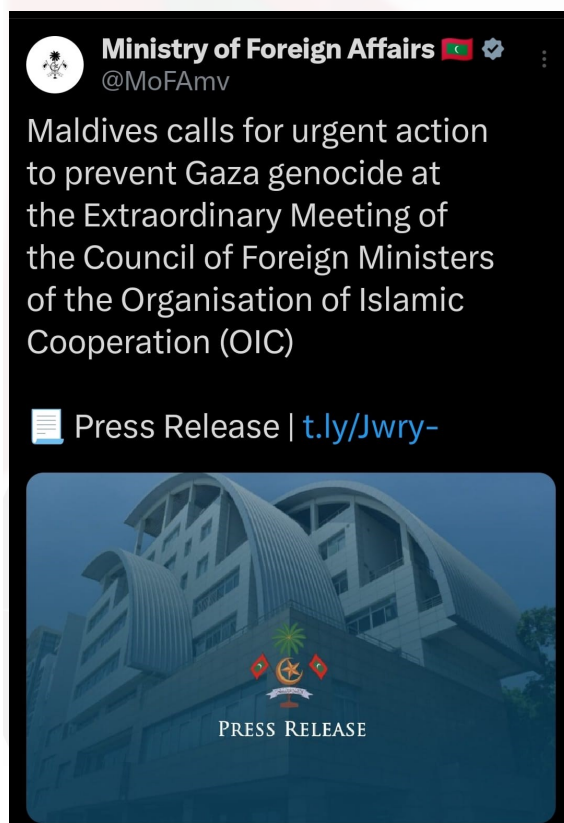 Ministry of Foreign Affairs 🇲🇻
@MoFAmv
Maldives calls for urgent action
to prevent Gaza genocide at
the Extraordinary Meeting of
the Council of Foreign Ministers
of the Organisation of Islamic
Cooperation (OIC)
📃 Press Release | t.ly/Jwry-
PRESS RELEASE